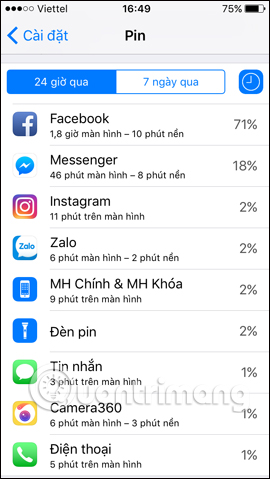 Viettel 16:49 75%
Cài đặt Pin
24 giờ qua 7 ngày qua
Facebook 71%
1,8 giờ màn hình – 10 phút nền
Messenger 18%
46 phút màn hình – 8 phút nền
Instagram 2%
11 phút trên màn hình
Zalo Zalo 2%
6 phút màn hình – 2 phút nền
MH Chính & MH Khóa 2%
9 phút trên màn hình
Đèn pin 2%
Tin nhắn 1%
3 phút trên màn hình
Quantrimang
Camera360 1%
6 phút màn hình – 3 phút nền
Điện thoại 1%
5 phút trên màn hình